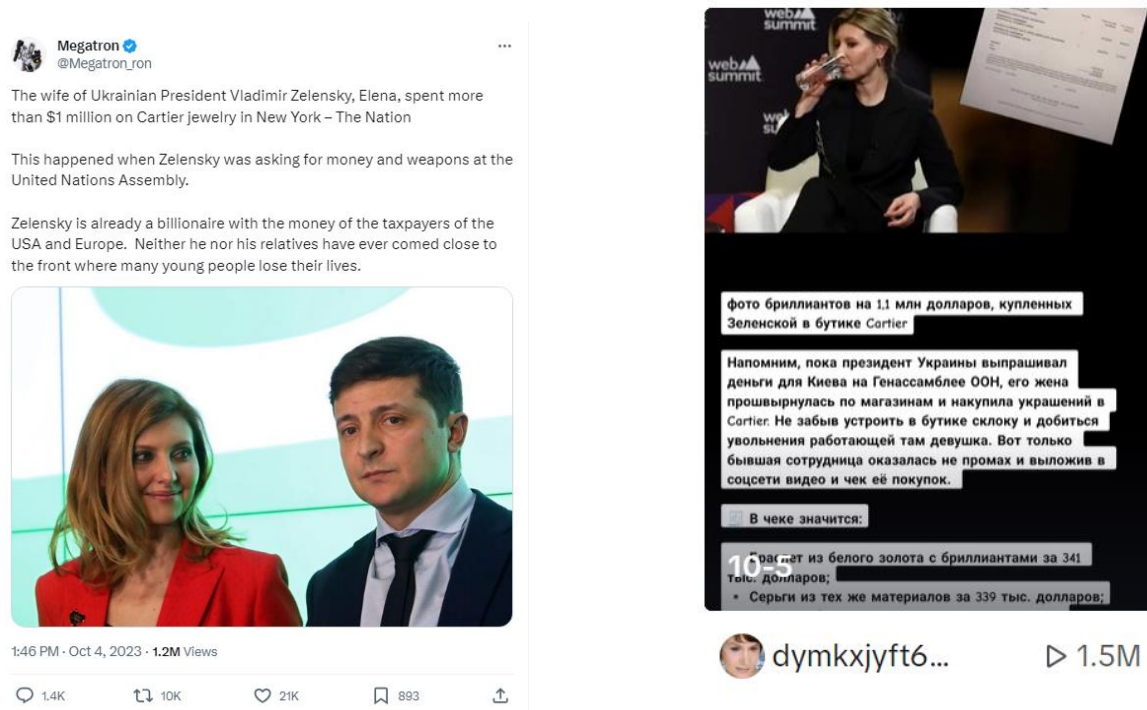 Megatron
@Megatron_ron
The wife of Ukrainian President Vladimir Zelensky, Elena, spent more
than $1 million on Cartier jewelry in New York – The Nation
This happened when Zelensky was asking for money and weapons at the
United Nations Assembly.
Zelensky is already a billionaire with the money of the taxpayers of the
USA and Europe.  Neither he nor his relatives have ever comed close to
the front where many young people lose their lives.
1:46 PM · Oct 4, 2023 · 1.2M Views
1.4K 10K 21K 893
web summit
web summit
фото бриллиантов на 1,1 млн долларов, купленных
Зеленской в бутике Cartier
Напомним, пока президент Украины выпрашивал
деньги для Киева на Генассамблее ООН, его жена
прошвырнулась по магазинам и накупила украшений в
Cartier. Не забыв устроить в бутике склоку и добиться
увольнения работающей там девушка. Вот только
бывшая сотрудница оказалась не промах и выложив в
соцсети видео и чек её покупок.
В чеке значится:
Браслет из белого золота с бриллиантами за 341
тыс. долларов;
10-5
• Серьги из тех же материалов за 339 тыс. долларов;
dymkxjyft6... 1.5M